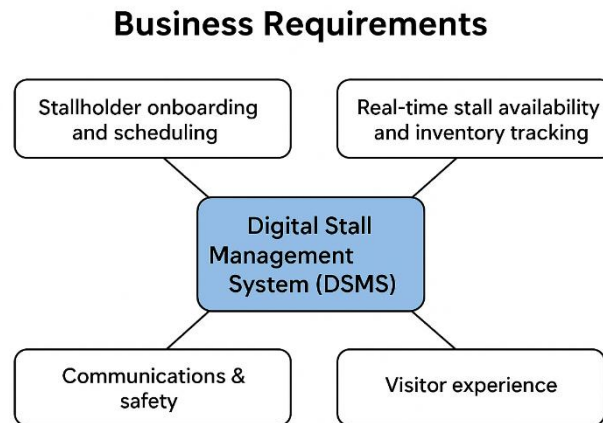 Business Requirements
Stallholder onboarding
and scheduling
Real-time stall availability
and inventory tracking
Digital Stall
Management
System (DSMS)
Communications &
safety
Visitor experience